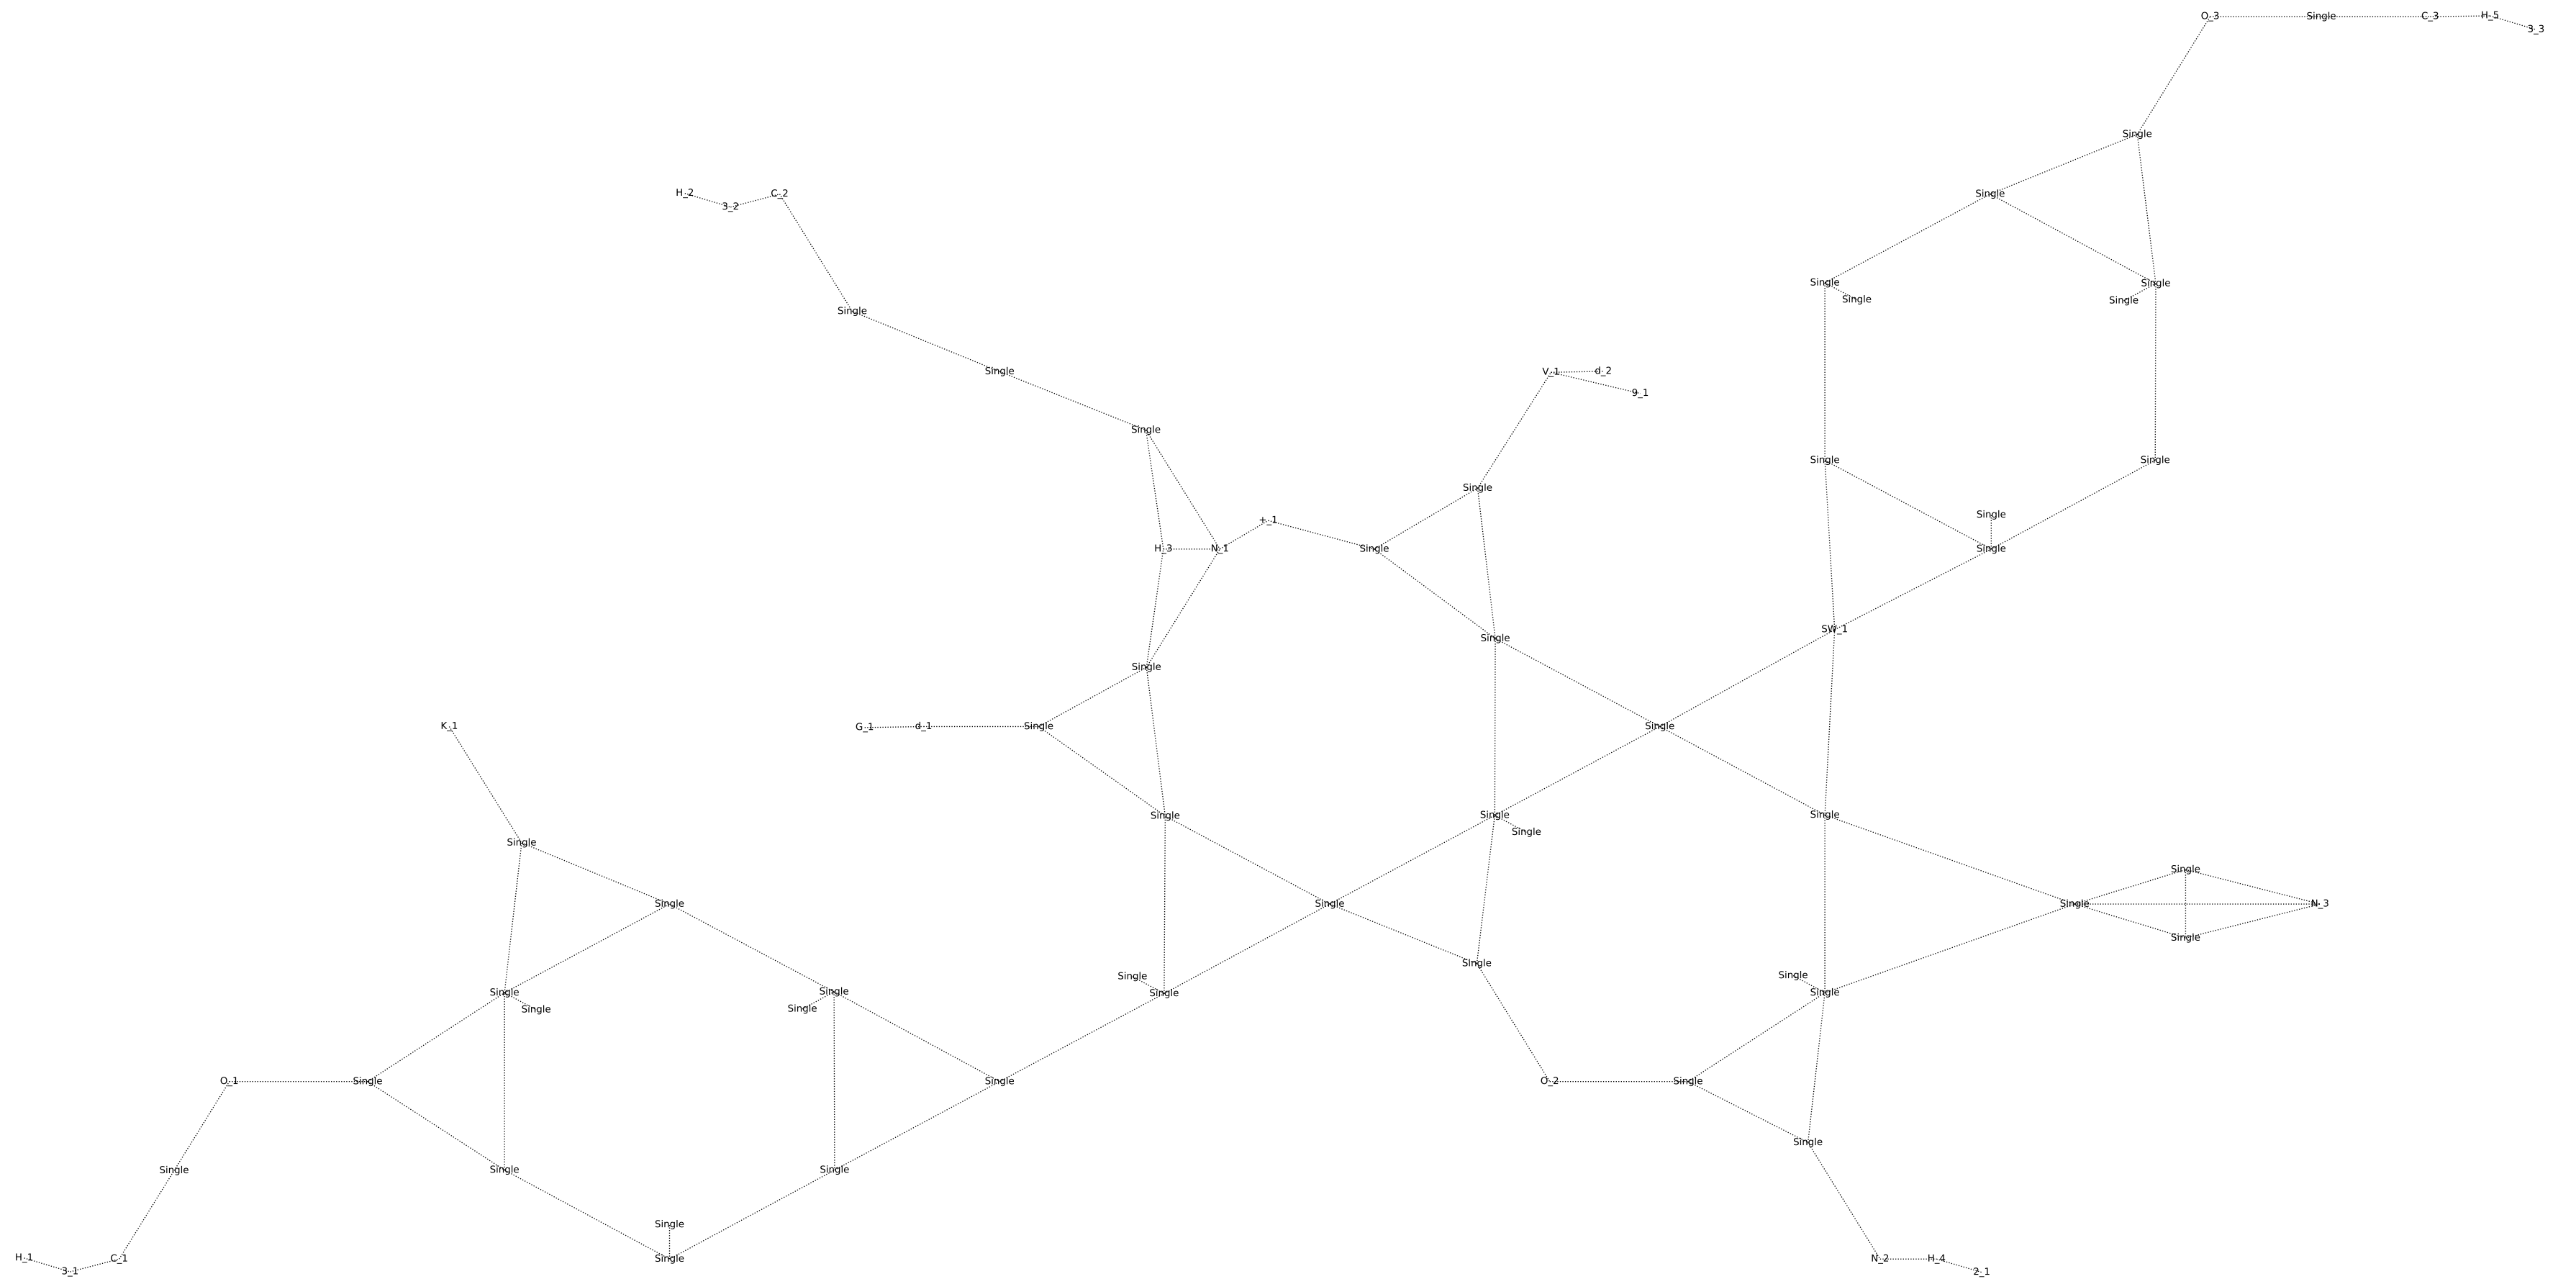 O_3 Single C_3 H_5
3_3
Single
H_2 C_2 Single
3_2
Single Single
Single Single
Single
Single V_1 d_2
9_1
Single
Single Single
Single
Single
+_1
H_3 N_1 Single Single
SW_1
Single
Single
K_1 G_1 d_1 Single Single
Single Single Single
Single
Single
Single
Single Single Single N_3
Single
Single
Single Single
Single Single Single Single
Single Single
O_1 Single Single O_2 Single
Single
Single Single Single
Single
H_1 C_1 Single N_2 H_4
3_1 2_1